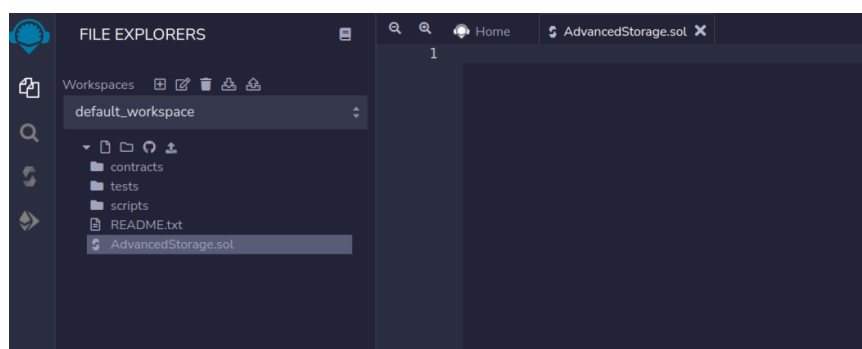 FILE EXPLORERS
Home
AdvancedStorage.sol
1
Workspaces
default_workspace
contracts
tests
scripts
README.txt
AdvancedStorage.sol